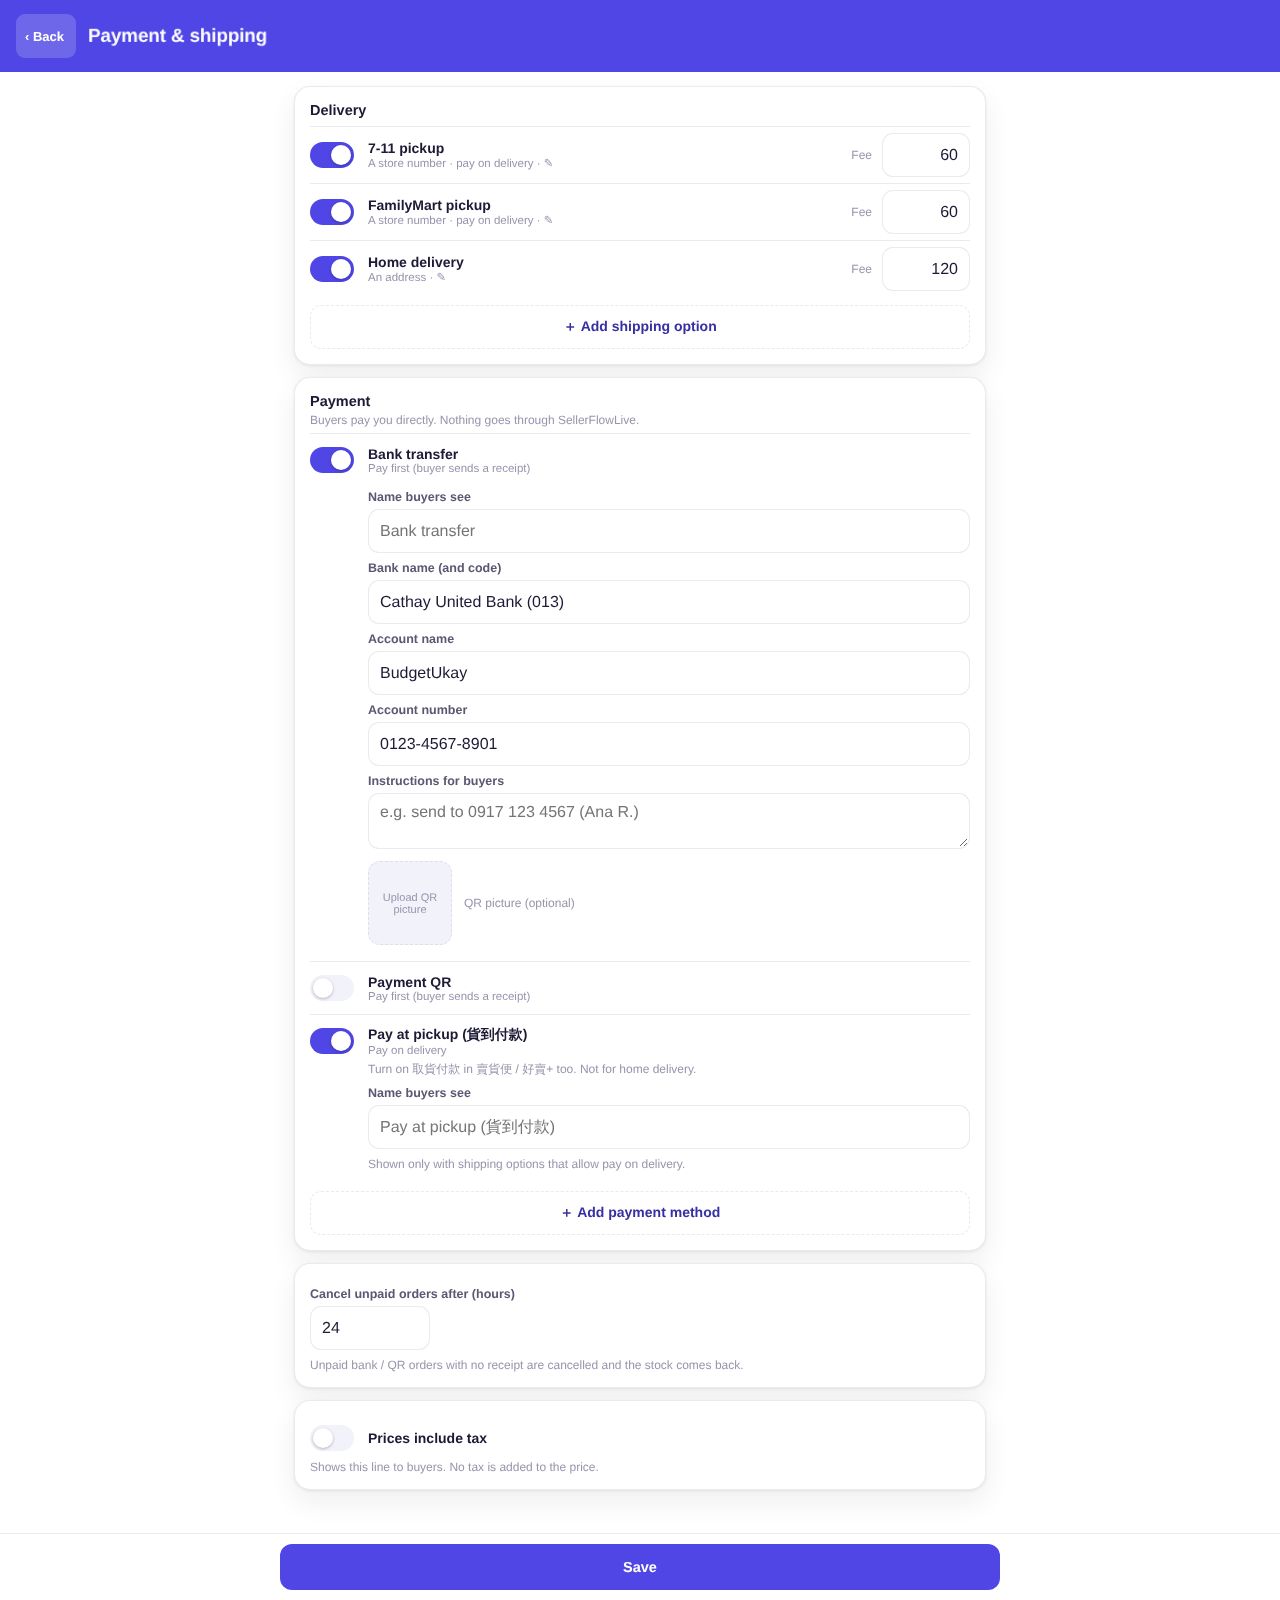 ‹ Back
Payment & shipping
Delivery
7-11 pickup
A store number · pay on delivery · ✎
Fee
60
FamilyMart pickup
A store number · pay on delivery · ✎
Fee
60
Home delivery
An address · ✎
Fee
120
+ Add shipping option
Payment
Buyers pay you directly. Nothing goes through SellerFlowLive.
Bank transfer
Pay first (buyer sends a receipt)
Name buyers see
Bank transfer
Bank name (and code)
Cathay United Bank (013)
Account name
BudgetUkay
Account number
0123-4567-8901
Instructions for buyers
e.g. send to 0917 123 4567 (Ana R.)
Upload QR
picture
QR picture (optional)
Payment QR
Pay first (buyer sends a receipt)
Pay at pickup (貨到付款)
Pay on delivery
Turn on 取貨付款 in 賣貨便 / 好賣+ too. Not for home delivery.
Name buyers see
Pay at pickup (貨到付款)
Shown only with shipping options that allow pay on delivery.
+ Add payment method
Cancel unpaid orders after (hours)
24
Unpaid bank / QR orders with no receipt are cancelled and the stock comes back.
Prices include tax
Shows this line to buyers. No tax is added to the price.
Save